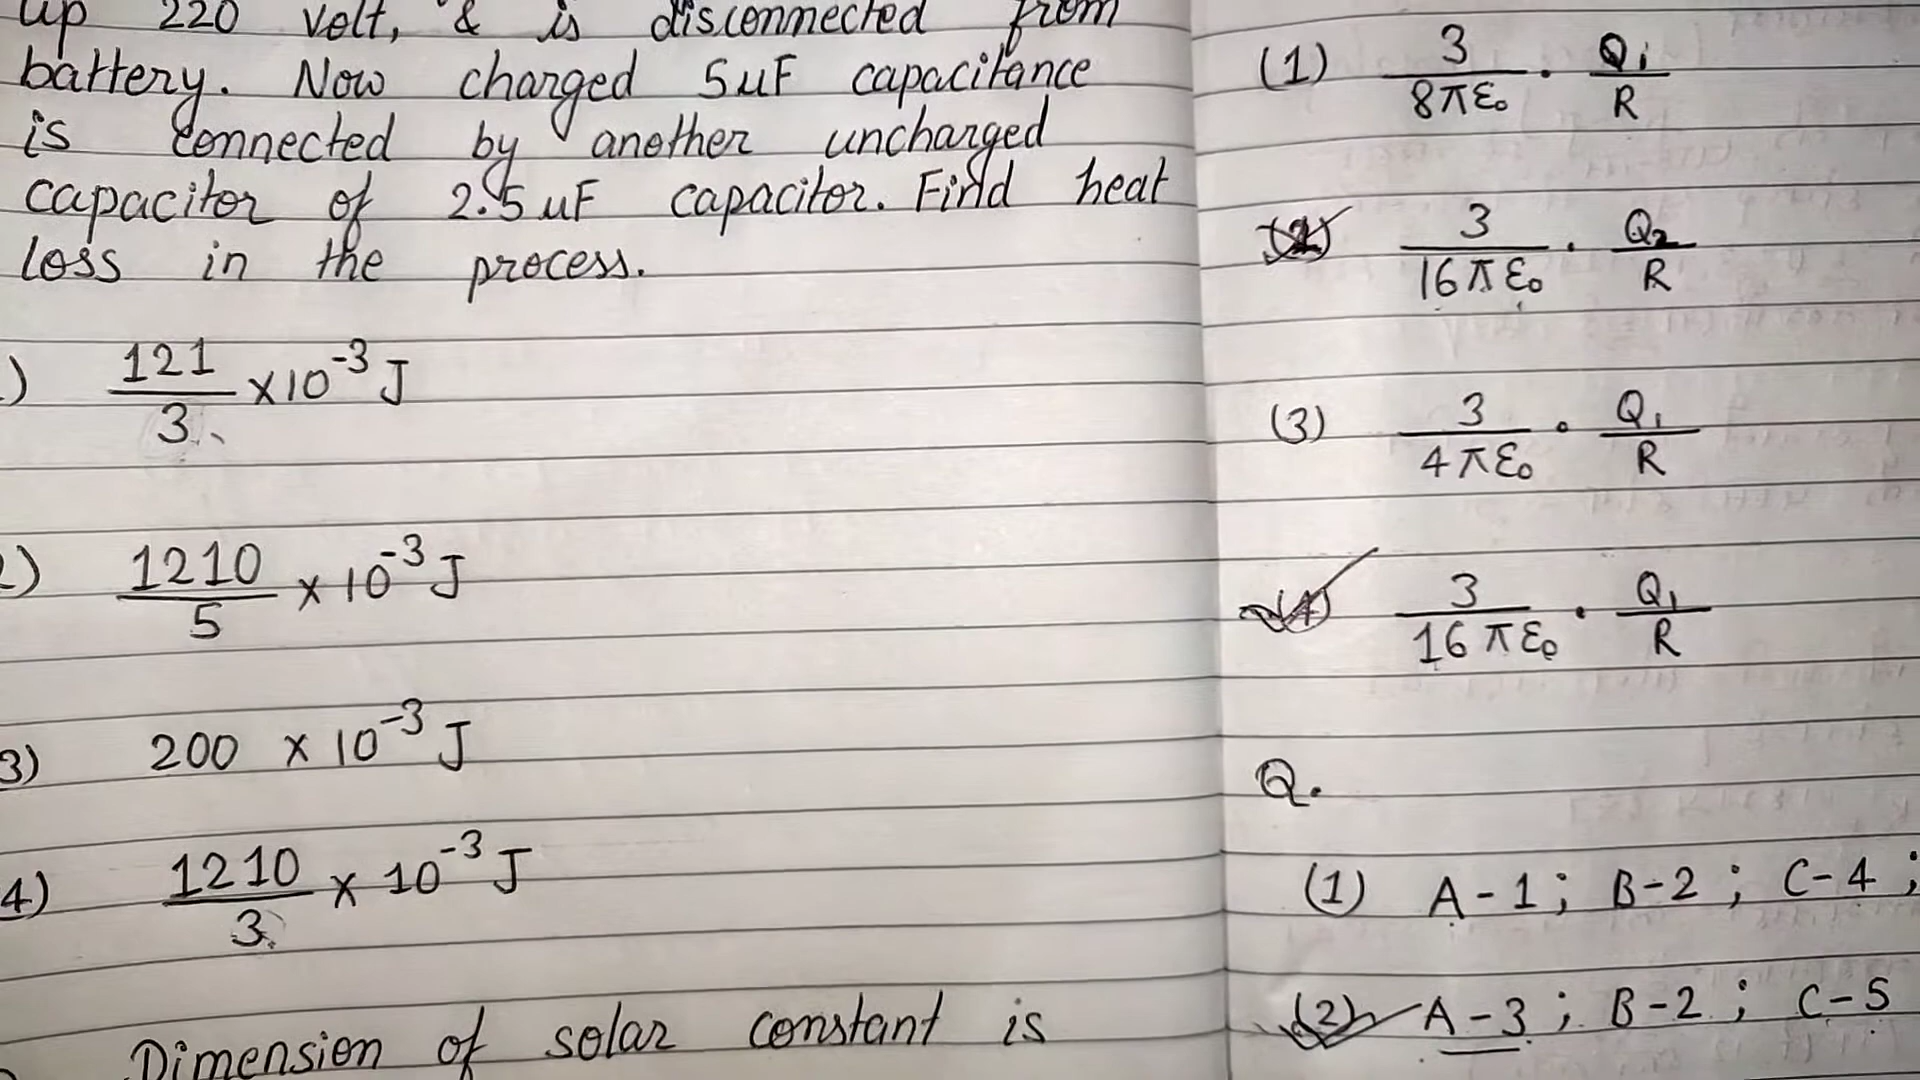 up 220 volt, & is disconnected from
battery. Now charged 5uF capacitance
is connected by another uncharged
capacitor of 2.5uF capacitor. Find heat
loss in the process.
) 121/3 ×10⁻³ J
2) 1210/5 × 10⁻³ J
3) 200 × 10⁻³ J
4) 1210/3 × 10⁻³ J
Dimension of solar constant is
(1) 3/8πε₀ · Q₁/R
(2) 3/16πε₀ · Q₂/R
(3) 3/4πε₀ · Q₁/R
(4) 3/16πε₀ · Q₁/R
Q.
(1) A-1; B-2; C-4;
(2) A-3; B-2; C-5